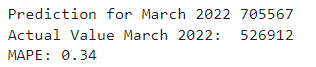 Prediction for March 2022 705567
Actual Value March 2022:  526912
MAPE: 0.34